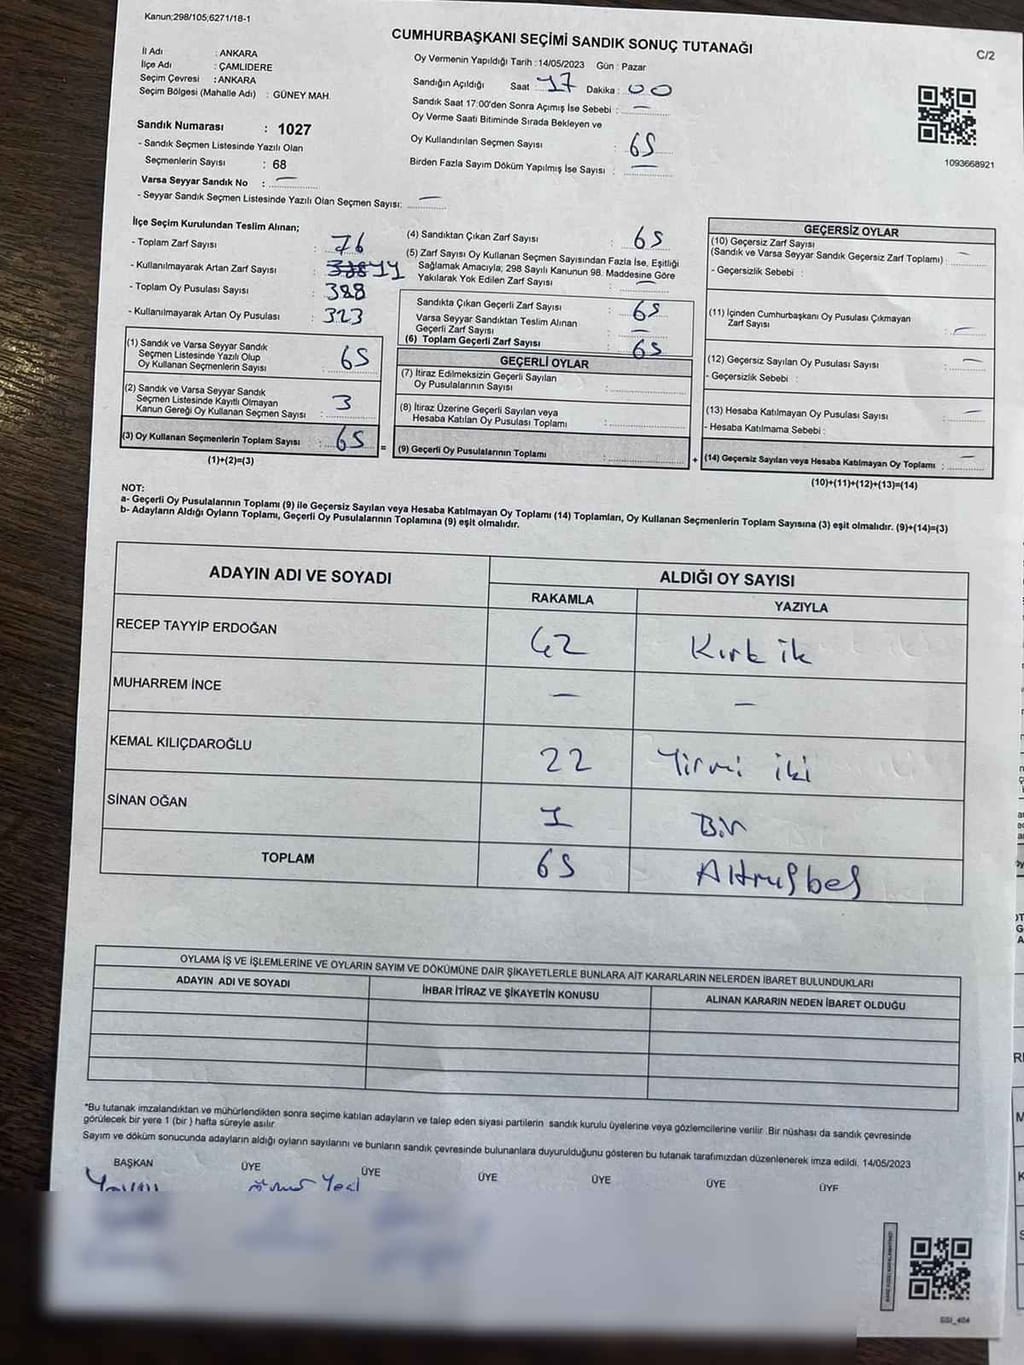 Kanun;298/105,6271/18-1
CUMHURBAŞKANI SEÇİMİ SANDIK SONUÇ TUTANAĞI
C/2
İl Adı : ANKARA
İlçe Adı : ÇAMLIDERE
Seçim Çevresi : ANKARA
Seçim Bölgesi (Mahalle Adı) : GÜNEY MAH.
Oy Vermenin Yapıldığı Tarih :14/05/2023 Gün : Pazar
Sandığın Açıldığı Saat 17 Dakika : 00
Sandık Saat 17:00'den Sonra Açımış İse Sebebi : —
Oy Verme Saati Bitiminde Sırada Bekleyen ve
Oy Kullandırılan Seçmen Sayısı : 65
Birden Fazla Sayım Döküm Yapılmış İse Sayısı : —
1093668921
Sandık Numarası : 1027
- Sandık Seçmen Listesinde Yazılı Olan
Seçmenlerin Sayısı : 68
Varsa Seyyar Sandık No : —
- Seyyar Sandık Seçmen Listesinde Yazılı Olan Seçmen Sayısı: —
İlçe Seçim Kurulundan Teslim Alınan;
- Toplam Zarf Sayısı : 76
- Kullanılmayarak Artan Zarf Sayısı : 11
- Toplam Oy Pusulası Sayısı : 388
- Kullanılmayarak Artan Oy Pusulası : 323
(1) Sandık ve Varsa Seyyar Sandık
Seçmen Listesinde Yazılı Olup
Oy Kullanan Seçmenlerin Sayısı : 65
(2) Sandık ve Varsa Seyyar Sandık
Seçmen Listesinde Kayıtlı Olmayan
Kanun Gereği Oy Kullanan Seçmen Sayısı : 3
(3) Oy Kullanan Seçmenlerin Toplam Sayısı : 65
(1)+(2)=(3)
=
(4) Sandıktan Çıkan Zarf Sayısı : 65
(5) Zarf Sayısı Oy Kullanan Seçmen Sayısından Fazla İse, Eşitliği
Sağlamak Amacıyla; 298 Sayılı Kanunun 98. Maddesine Göre
Yakılarak Yok Edilen Zarf Sayısı : —
Sandıkta Çıkan Geçerli Zarf Sayısı : 65
Varsa Seyyar Sandıktan Teslim Alınan
Geçerli Zarf Sayısı : —
(6) Toplam Geçerli Zarf Sayısı : 65
GEÇERLİ OYLAR
(7) İtiraz Edilmeksizin Geçerli Sayılan
Oy Pusulalarının Sayısı :
(8) İtiraz Üzerine Geçerli Sayılan veya
Hesaba Katılan Oy Pusulası Toplamı :
(9) Geçerli Oy Pusulalarının Toplamı :
+
GEÇERSİZ OYLAR
(10) Geçersiz Zarf Sayısı
(Sandık ve Varsa Seyyar Sandık Geçersiz Zarf Toplamı) : —
- Geçersizlik Sebebi :
(11) İçinden Cumhurbaşkanı Oy Pusulası Çıkmayan
Zarf Sayısı : —
(12) Geçersiz Sayılan Oy Pusulası Sayısı : —
- Geçersizlik Sebebi :
(13) Hesaba Katılmayan Oy Pusulası Sayısı : —
- Hesaba Katılmama Sebebi :
(14) Geçersiz Sayılan veya Hesaba Katılmayan Oy Toplamı : —
(10)+(11)+(12)+(13)=(14)
NOT:
a- Geçerli Oy Pusulalarının Toplamı (9) ile Geçersiz Sayılan veya Hesaba Katılmayan Oy Toplamı (14) Toplamları, Oy Kullanan Seçmenlerin Toplam Sayısına (3) eşit olmalıdır. (9)+(14)=(3)
b- Adayların Aldığı Oyların Toplamı, Geçerli Oy Pusulalarının Toplamına (9) eşit olmalıdır.
ADAYIN ADI VE SOYADI ALDIĞI OY SAYISI
RAKAMLA YAZIYLA
RECEP TAYYİP ERDOĞAN 42 Kırk ik
MUHARREM İNCE — —
KEMAL KILIÇDAROĞLU 22 Yirmi iki
SİNAN OĞAN 1 Bir
TOPLAM 65 Altmışbeş
OYLAMA İŞ VE İŞLEMLERİNE VE OYLARIN SAYIM VE DÖKÜMÜNE DAİR ŞİKAYETLERLE BUNLARA AİT KARARLARIN NELERDEN İBARET BULUNDUKLARI
ADAYIN ADI VE SOYADI İHBAR İTİRAZ VE ŞİKAYETİN KONUSU ALINAN KARARIN NEDEN İBARET OLDUĞU
*Bu tutanak imzalandıktan ve mühürlendikten sonra seçime katılan adayların ve talep eden siyasi partilerin sandık kurulu üyelerine veya gözlemcilerine verilir. Bir nüshası da sandık çevresinde
görülecek bir yere 1 (bir ) hafta süreyle asılır.
Sayım ve döküm sonucunda adayların aldığı oyların sayılarını ve bunların sandık çevresinde bulunanlara duyurulduğunu gösteren bu tutanak tarafımızdan düzenlenerek imza edildi. 14/05/2023
BAŞKAN ÜYE ÜYE ÜYE ÜYE ÜYE ÜYE